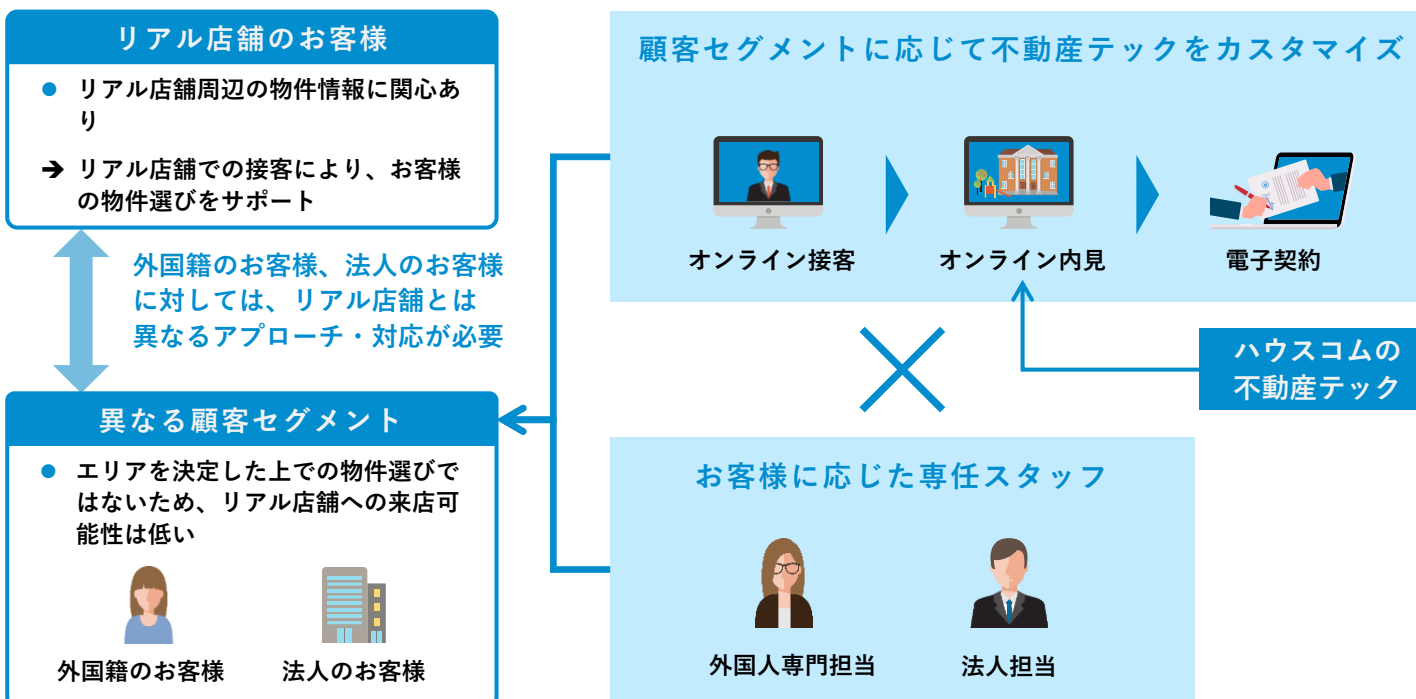 リアル店舗のお客様
● リアル店舗周辺の物件情報に関心あ
り
➔ リアル店舗での接客により、お客様
の物件選びをサポート
外国籍のお客様、法人のお客様
に対しては、リアル店舗とは
異なるアプローチ・対応が必要
異なる顧客セグメント
● エリアを決定した上での物件選びで
はないため、リアル店舗への来店可
能性は低い
外国籍のお客様
法人のお客様
顧客セグメントに応じて不動産テックをカスタマイズ
オンライン接客
オンライン内見
電子契約
ハウスコムの
不動産テック
お客様に応じた専任スタッフ
外国人専門担当
法人担当